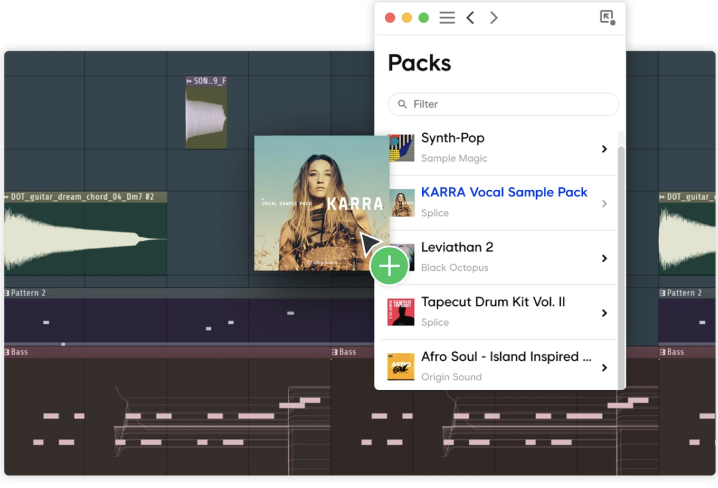 Packs
Filter
SON..9_F
Synth-Pop
Sample Magic
VOCAL SAMPLE PACK KARRA
KARRA Vocal Sample Pack
Splice
DOT_guitar_dream_chord_04_Dm7 #2
DOT_guitar_
Leviathan 2
Black Octopus
Pattern 2
Pattern 2
Tapecut Drum Kit Vol. II
Splice
Bass
Bass
Bass
Afro Soul - Island Inspired ...
Origin Sound